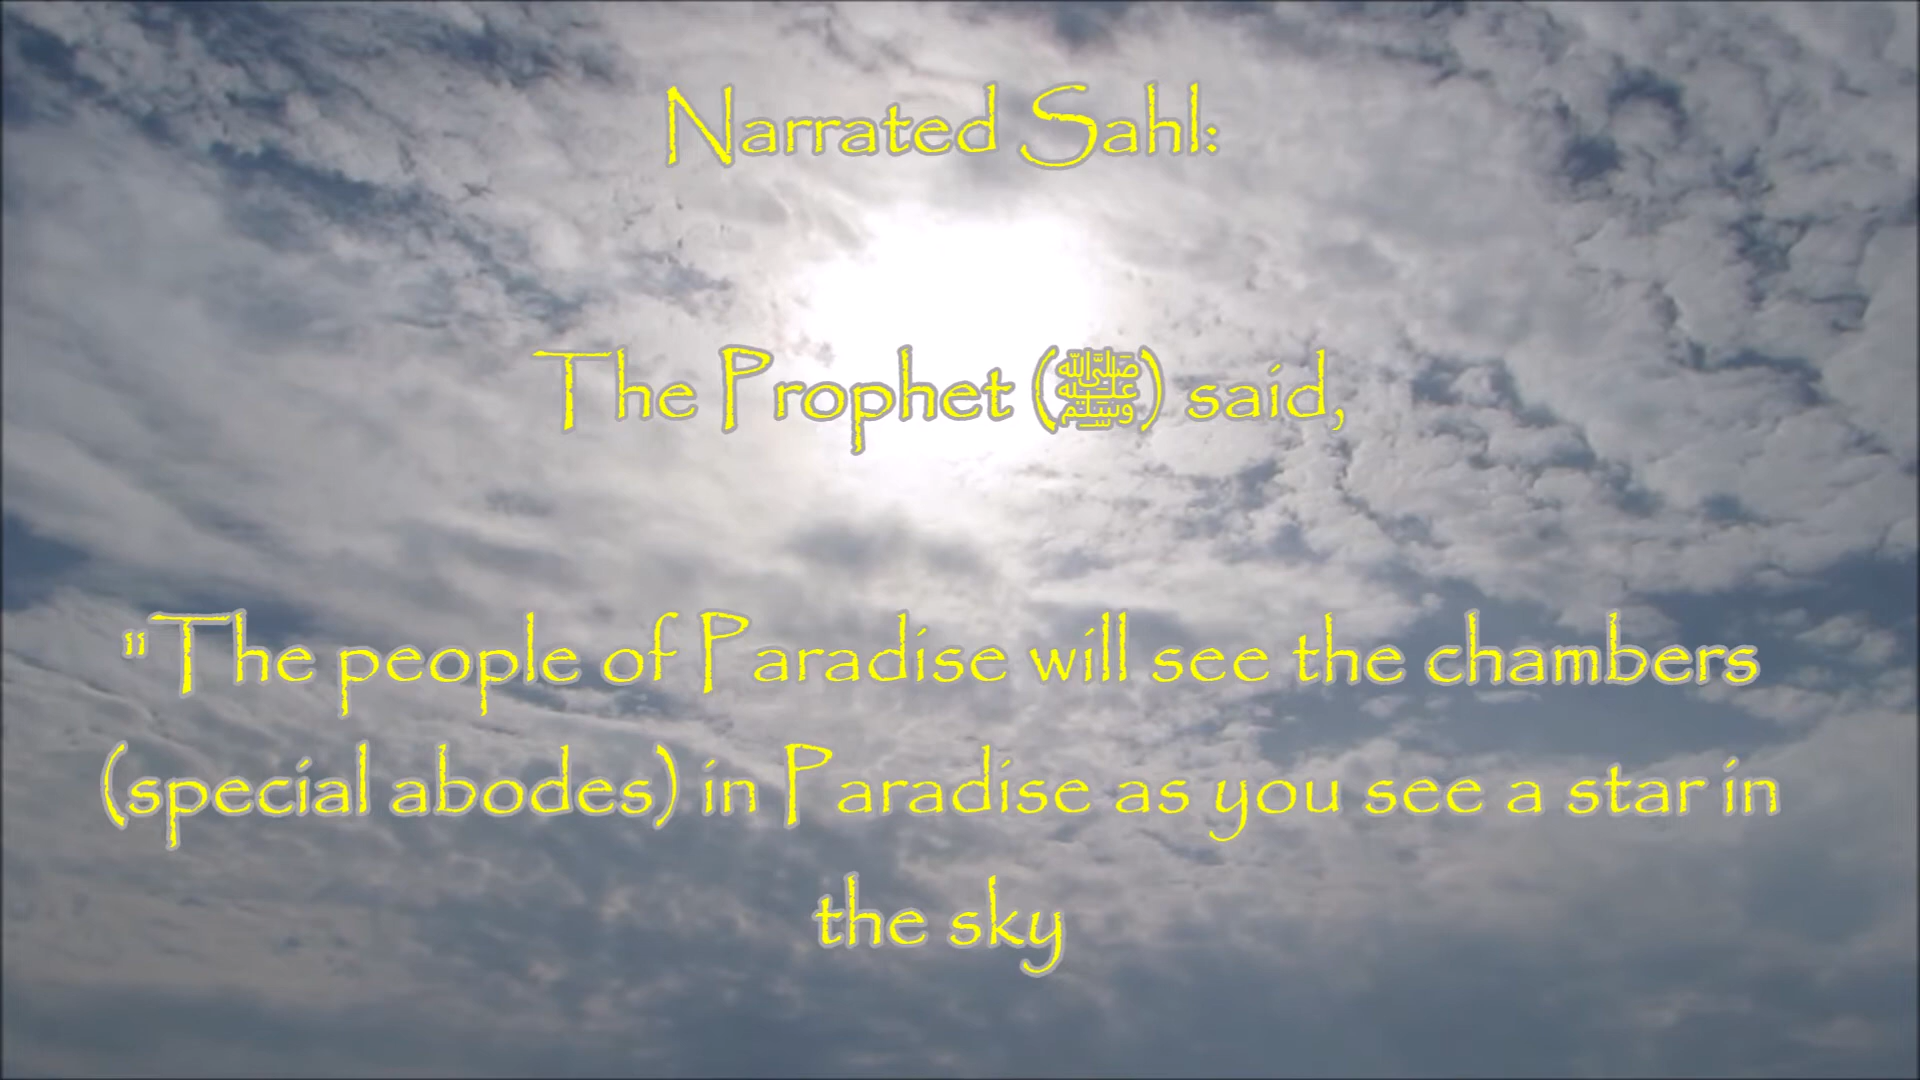 Narrated Sahl:
The Prophet (ﷺ) said,
"The people of Paradise will see the chambers
(special abodes) in Paradise as you see a star in
the sky